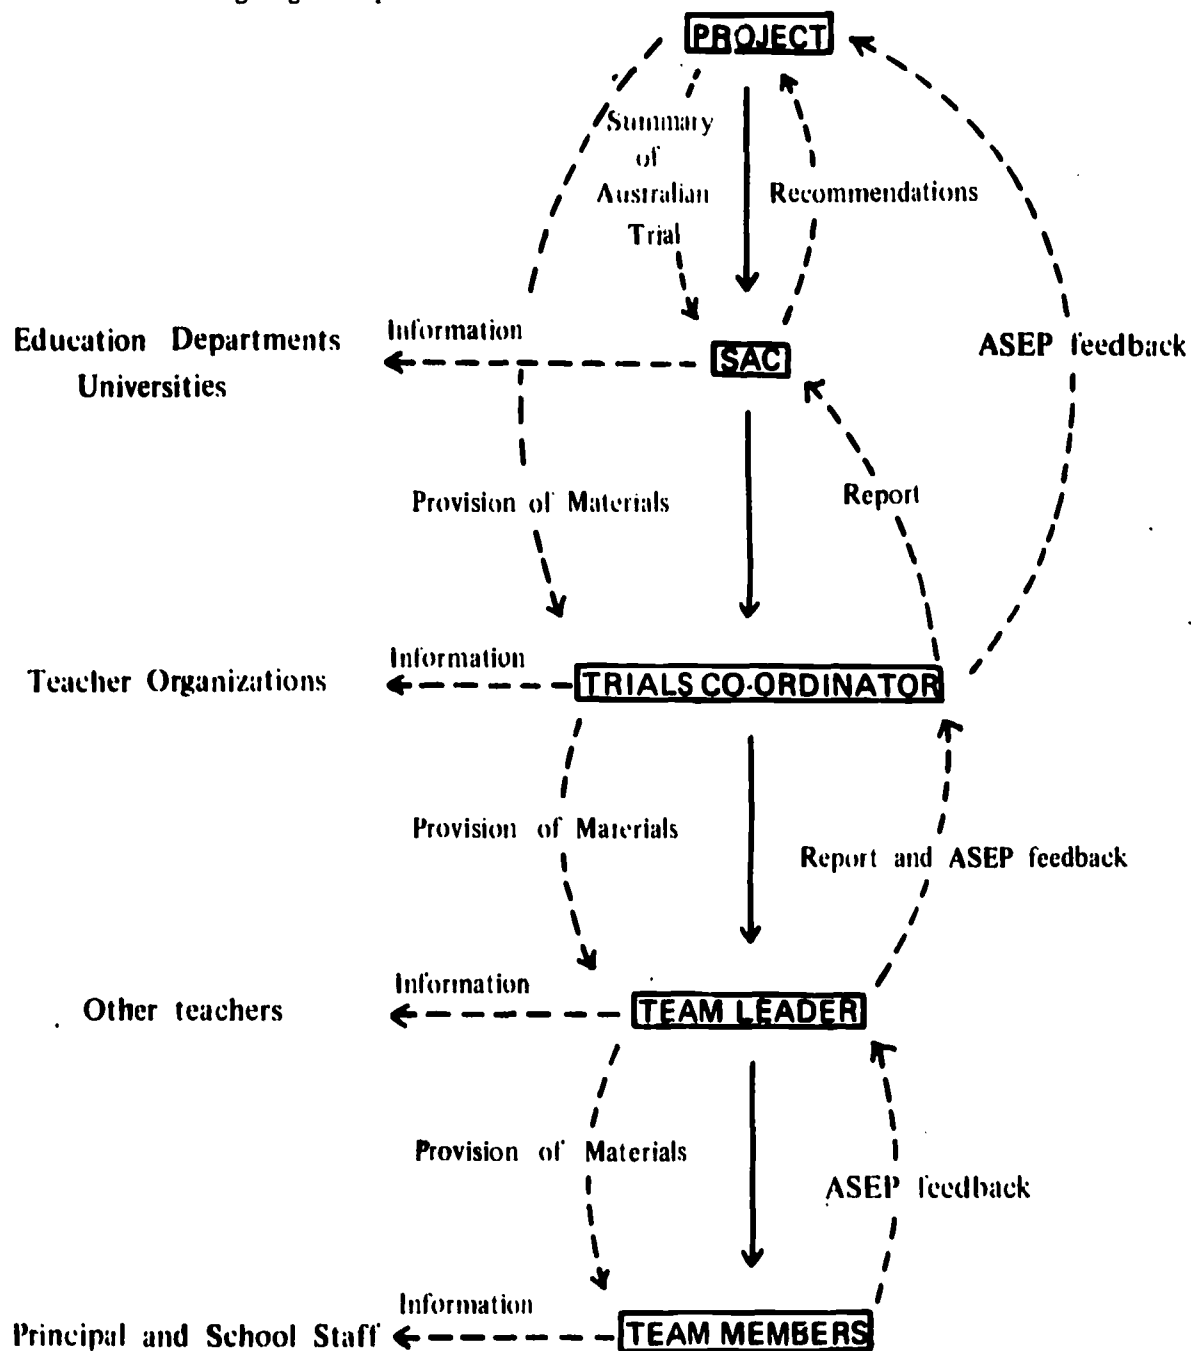 PROJECT
Summary
of
Australian
Trial
Recommendations
Education Departments
Universities
Information
SAC
ASEP feedback
Provision of Materials
Report
Teacher Organizations
Information
TRIALS CO-ORDINATOR
Provision of Materials
Report and ASEP feedback
Other teachers
Information
TEAM LEADER
Provision of Materials
ASEP feedback
Principal and School Staff
Information
TEAM MEMBERS